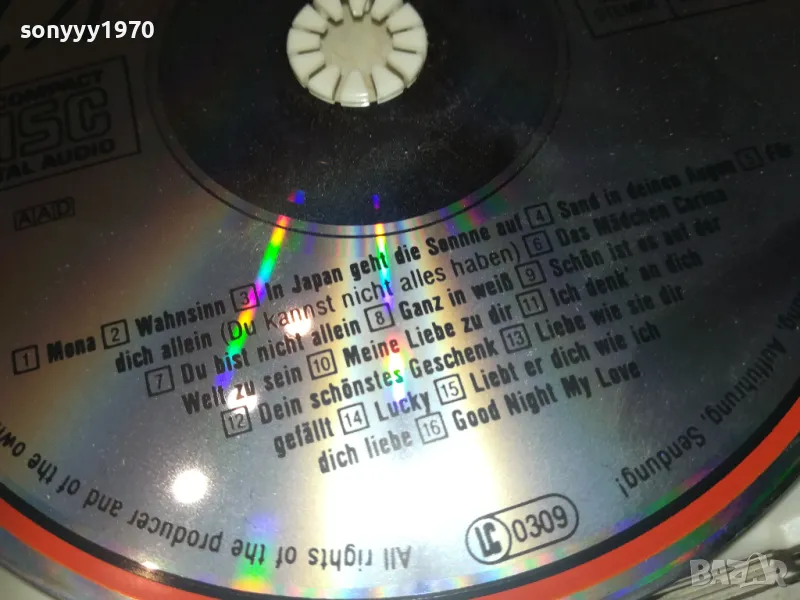 sonyyy1970
COMPACT
DISC
DIGITAL AUDIO
AAD
1 Mona 2 Wahnsinn 3 In Japan geht die Sonnne auf 4 Sand in deinen Augen 5 Für
dich allein (Du kannst nicht alles haben) 6 Das Mädchen Carina
7 Du bist nicht allein 8 Ganz in weiß 9 Schön ist es auf der
Welt zu sein 10 Meine Liebe zu dir 11 Ich denk' an dich
12 Dein schönstes Geschenk 13 Liebe wie sie dir
gefällt 14 Lucky 15 Liebt er dich wie ich
dich liebe 16 Good Night My Love
LC 0309
All rights of the producer and of the
Aufführung, Sendung!
BAZAR